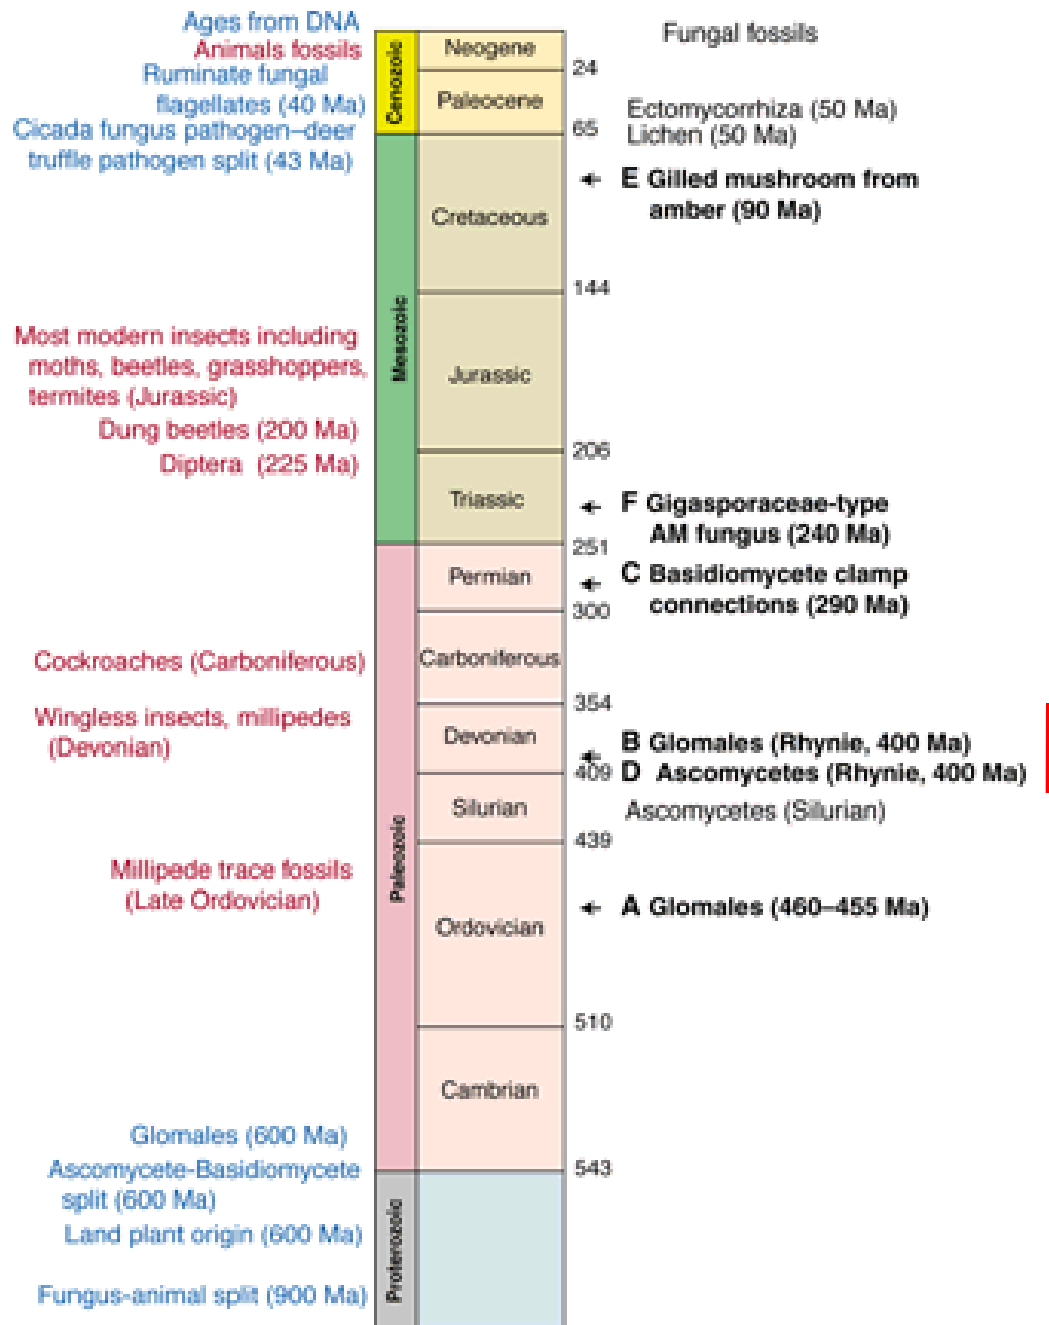 Ages from DNA
Animals fossils
Ruminate fungal
flagellates (40 Ma)
Cicada fungus pathogen–deer
truffle pathogen split (43 Ma)
Most modern insects including
moths, beetles, grasshoppers,
termites (Jurassic)
Dung beetles (200 Ma)
Diptera (225 Ma)
Cockroaches (Carboniferous)
Wingless insects, millipedes
(Devonian)
Millipede trace fossils
(Late Ordovician)
Glomales (600 Ma)
Ascomycete-Basidiomycete
split (600 Ma)
Land plant origin (600 Ma)
Fungus-animal split (900 Ma)
Cenozoic
Mesozoic
Paleozoic
Proterozoic
Neogene
Paleocene
Cretaceous
Jurassic
Triassic
Permian
Carboniferous
Devonian
Silurian
Ordovician
Cambrian
24
65
144
206
251
300
354
409
439
510
543
Fungal fossils
Ectomycorrhiza (50 Ma)
Lichen (50 Ma)
E Gilled mushroom from
amber (90 Ma)
F Gigasporaceae-type
AM fungus (240 Ma)
C Basidiomycete clamp
connections (290 Ma)
B Glomales (Rhynie, 400 Ma)
D Ascomycetes (Rhynie, 400 Ma)
Ascomycetes (Silurian)
A Glomales (460–455 Ma)